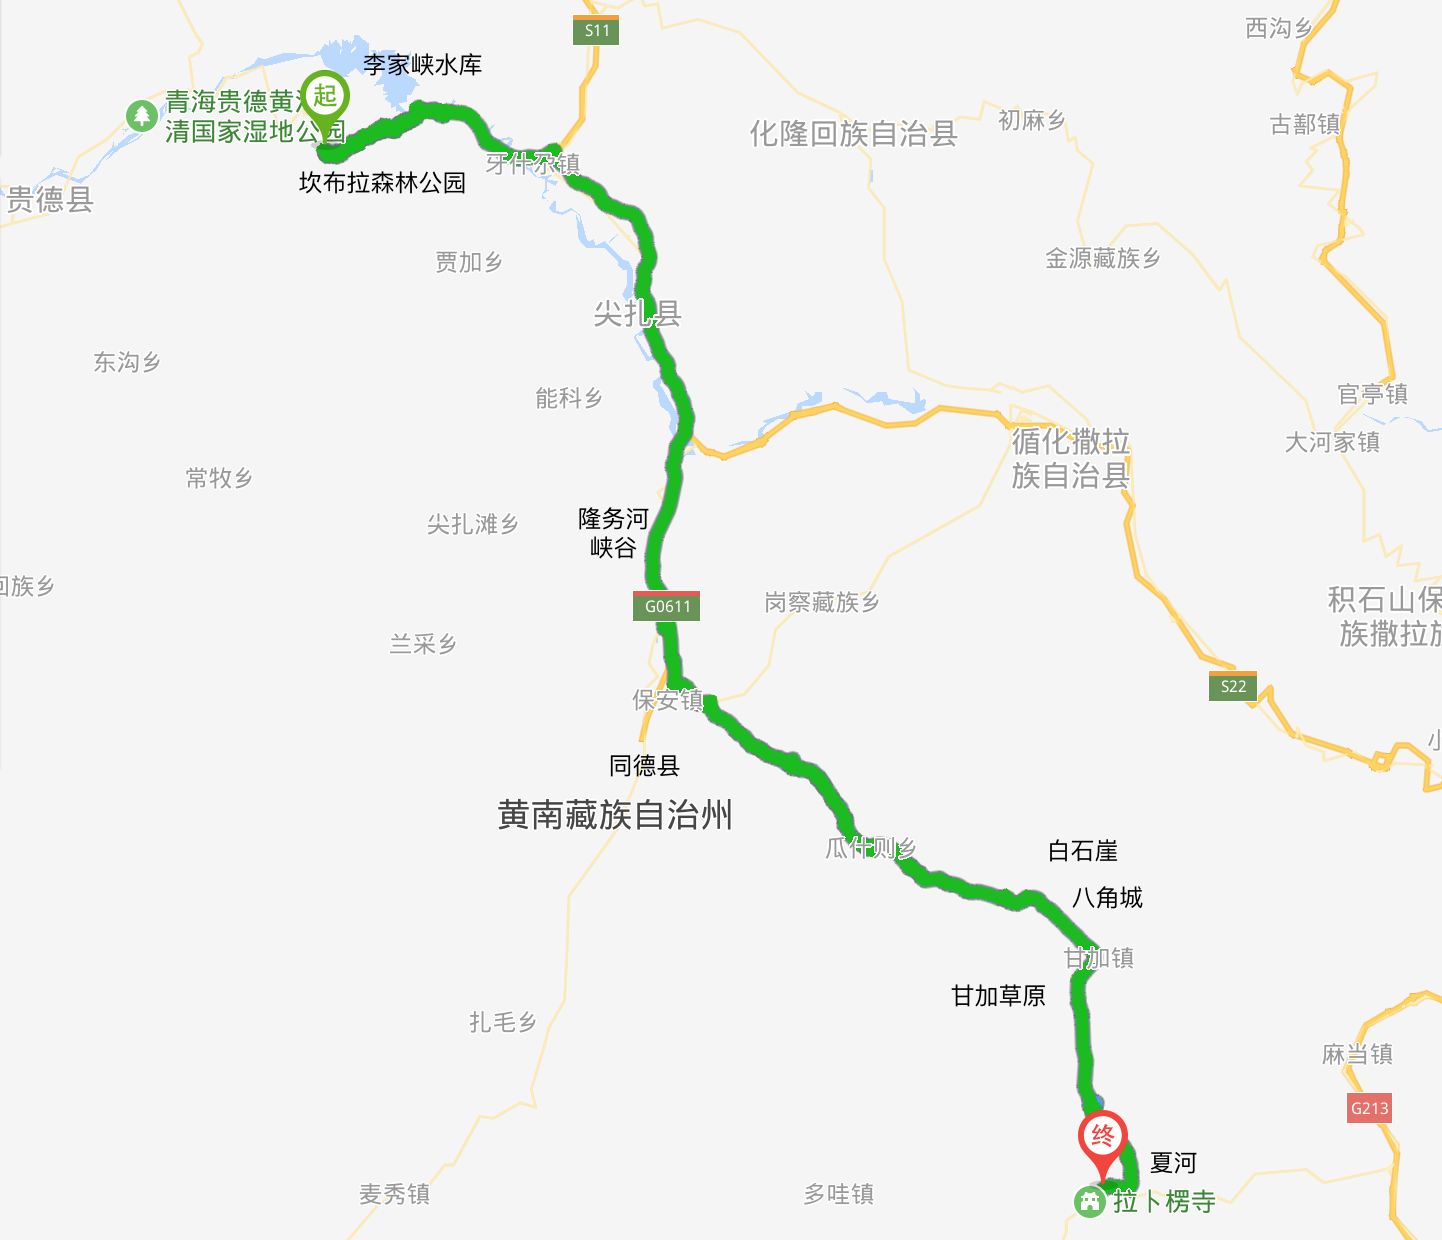 S11
西沟乡
李家峡水库
起
青海贵德黄河
清国家湿地公园
古鄯镇
初麻乡
化隆回族自治县
牙什尕镇
坎布拉森林公园
贵德县
贾加乡
金源藏族乡
尖扎县
东沟乡
能科乡
官亭镇
循化撒拉
族自治县
大河家镇
常牧乡
隆务河
峡谷
尖扎滩乡
回族乡
G0611
岗察藏族乡
积石山保
族撒拉族
兰采乡
S22
保安镇
小
同德县
黄南藏族自治州
瓜什则乡
白石崖
八角城
甘加镇
甘加草原
扎毛乡
麻当镇
G213
终
夏河
麦秀镇
多哇镇
拉卜楞寺